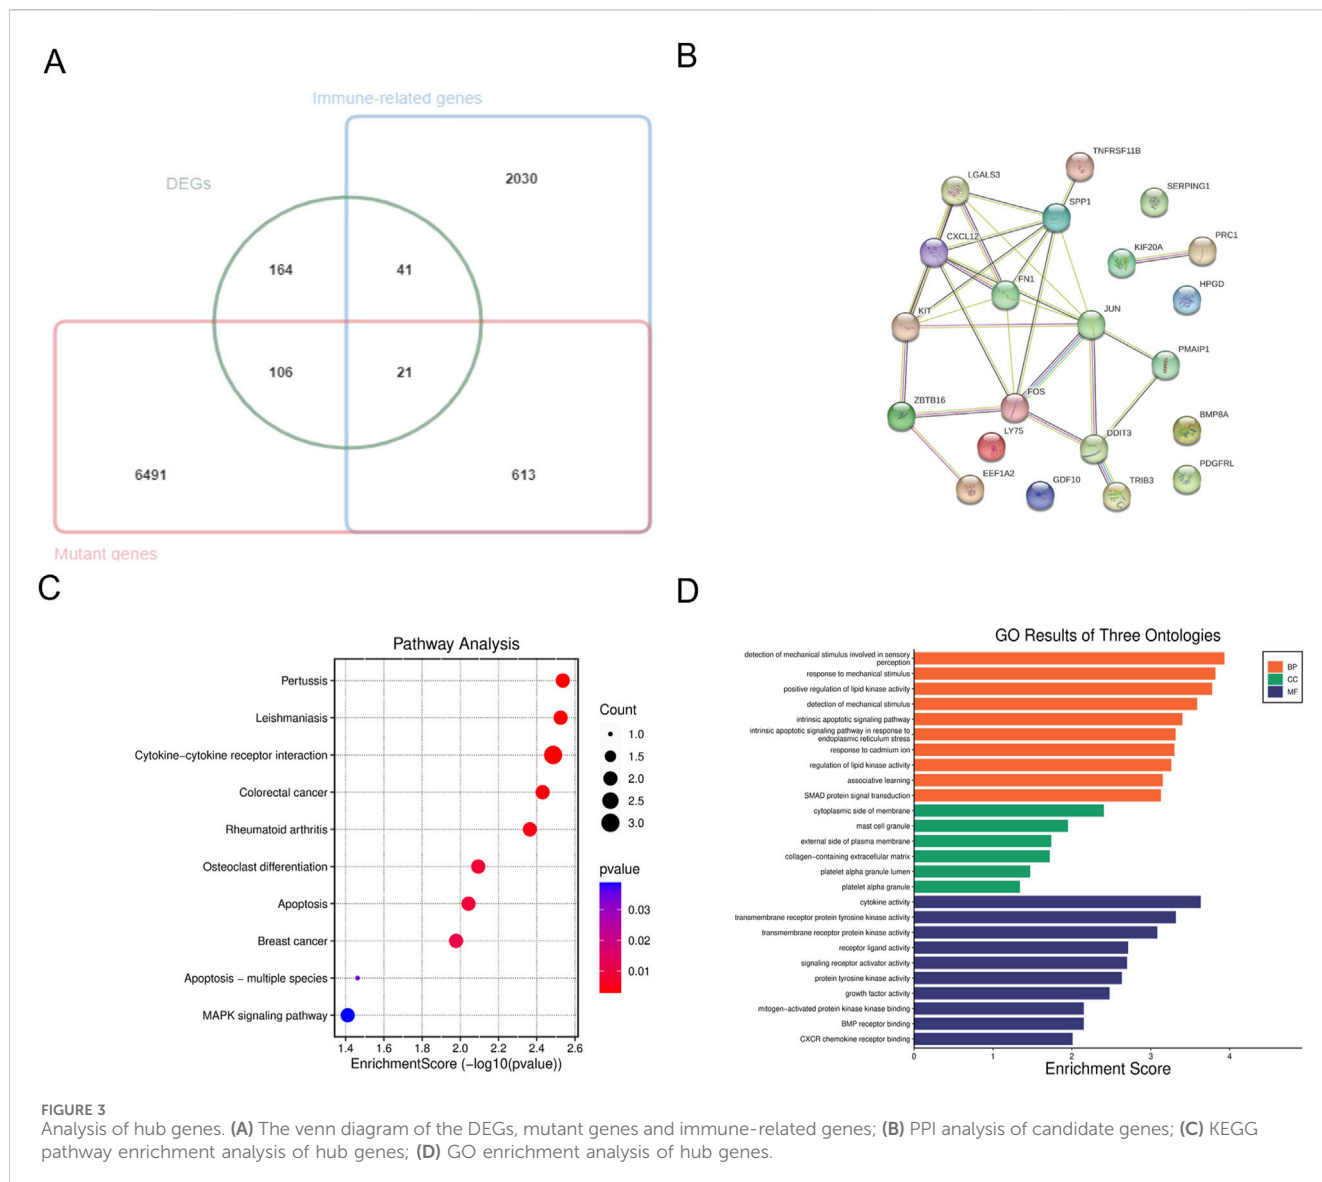 A
Immune-related genes
DEGs
2030
164
41
106
21
6491
613
Mutant genes
B
TNFRSF11B
LGALS3
SERPING1
SPP1
CXCL12
PRC1
KIF20A
FN1
HPGD
KIT
JUN
PMAIP1
FOS
ZBTB16
BMP8A
LY75
DDIT3
PDGFRL
EEF1A2
GDF10
TRIB3
C
Pathway Analysis
Pertussis
Leishmaniasis
Cytokine−cytokine receptor interaction
Colorectal cancer
Rheumatoid arthritis
Osteoclast differentiation
Apoptosis
Breast cancer
Apoptosis − multiple species
MAPK signaling pathway
1.4 1.6 1.8 2.0 2.2 2.4 2.6
EnrichmentScore (−log10(pvalue))
Count
1.0
1.5
2.0
2.5
3.0
pvalue
0.03
0.02
0.01
D
GO Results of Three Ontologies
detection of mechanical stimulus involved in sensory
perception
response to mechanical stimulus
positive regulation of lipid kinase activity
detection of mechanical stimulus
intrinsic apoptotic signaling pathway
intrinsic apoptotic signaling pathway in response to
endoplasmic reticulum stress
response to cadmium ion
regulation of lipid kinase activity
associative learning
SMAD protein signal transduction
cytoplasmic side of membrane
mast cell granule
external side of plasma membrane
collagen−containing extracellular matrix
platelet alpha granule lumen
platelet alpha granule
cytokine activity
transmembrane receptor protein tyrosine kinase activity
transmembrane receptor protein kinase activity
receptor ligand activity
signaling receptor activator activity
protein tyrosine kinase activity
growth factor activity
mitogen−activated protein kinase kinase binding
BMP receptor binding
CXCR chemokine receptor binding
0 1 2 3 4
Enrichment Score
BP
CC
MF
FIGURE 3
Analysis of hub genes. (A) The venn diagram of the DEGs, mutant genes and immune-related genes; (B) PPI analysis of candidate genes; (C) KEGG
pathway enrichment analysis of hub genes; (D) GO enrichment analysis of hub genes.